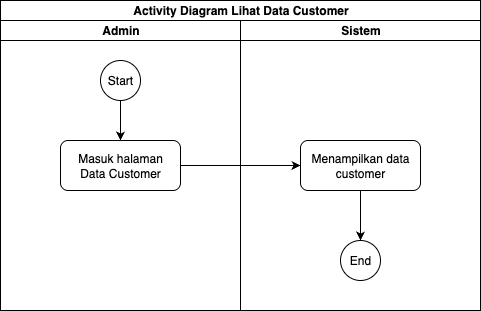 Activity Diagram Lihat Data Customer
Admin
Sistem
Start
Masuk halaman
Data Customer
Menampilkan data
customer
End